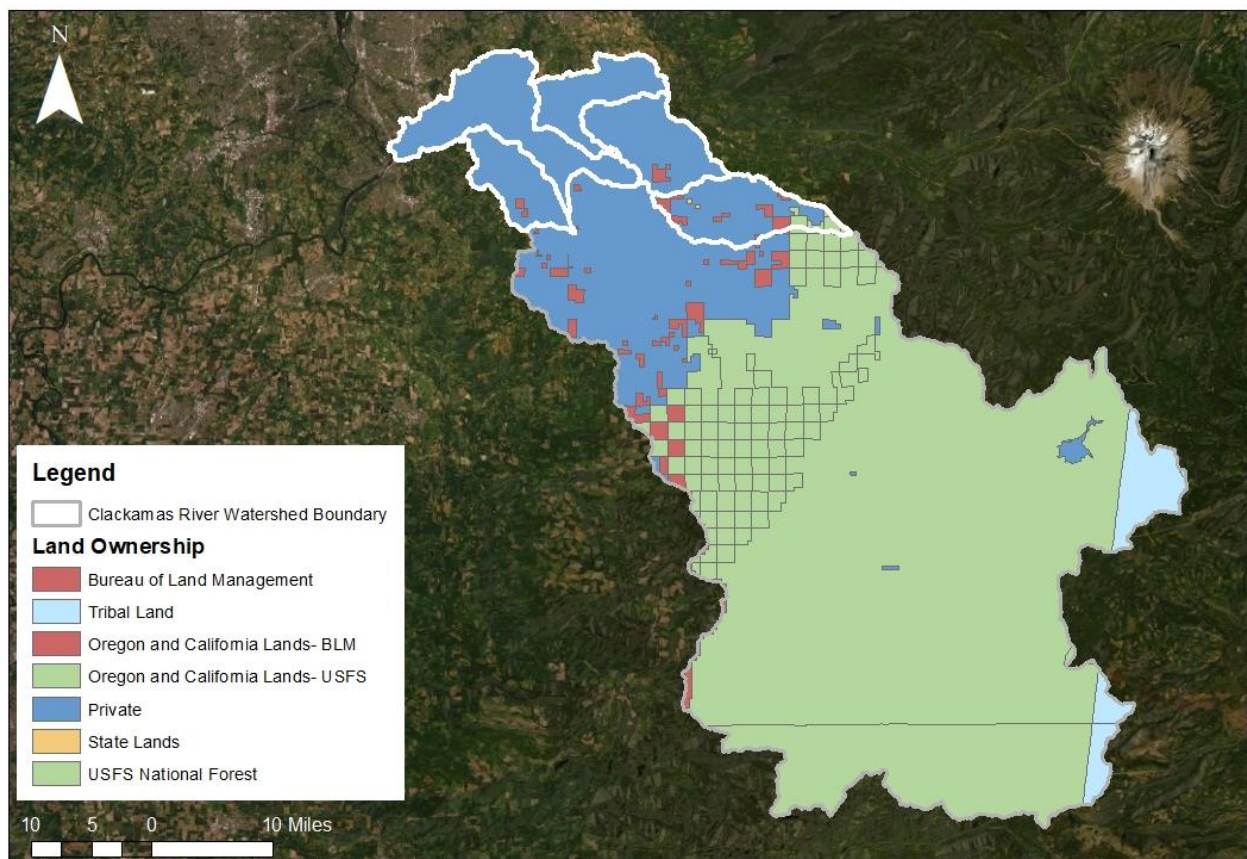 N
Legend
Clackamas River Watershed Boundary
Land Ownership
Bureau of Land Management
Tribal Land
Oregon and California Lands- BLM
Oregon and California Lands- USFS
Private
State Lands
USFS National Forest
10 5 0 10 Miles